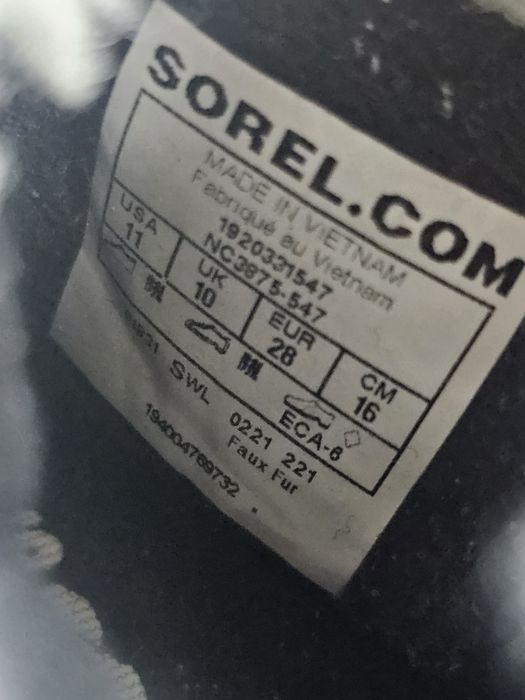 SOREL.COM
MADE IN VIETNAM
Fabriqué au Vietnam
1920331547
NC3875-547
USA UK EUR CM
11 10 28 16
ECA-8
SWL 0221 221
Faux Fur
194004769732